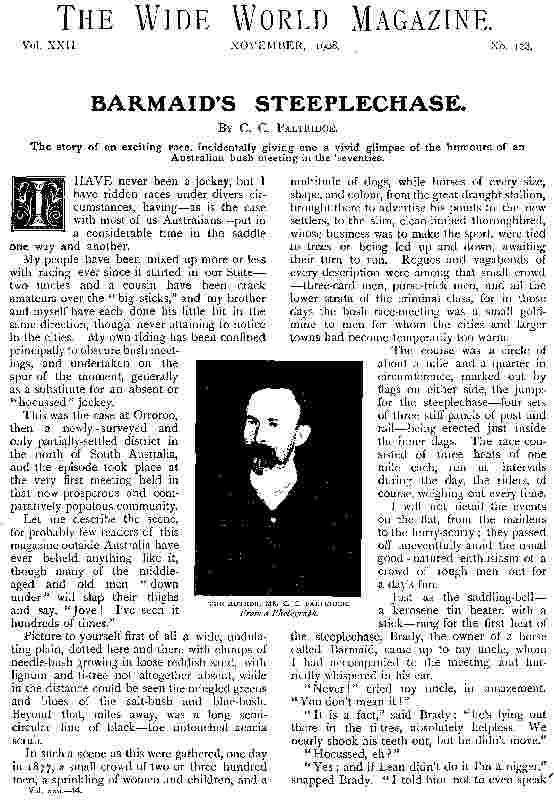 THE WIDE WORLD MAGAZINE.
Vol. XXII. NOVEMBER, 1908. No. 128.
BARMAID'S STEEPLECHASE.
BY C. C. PALTRIDGE.
The story of an exciting race, incidentally giving one a vivid glimpse of the humours of an
Australian bush meeting in the 'seventies.
I HAVE never been a jockey, but I
have ridden races under divers cir-
cumstances, having—as is the case
with most of us Australians—put in
a considerable time in the saddle
one way and another.
My people have been mixed up more or less
with racing ever since it started in our State—
two uncles and a cousin have been crack
amateurs over the "big sticks," and my brother
and myself have each done his little bit in the
same direction, though never attaining to notice
in the cities. My own riding has been confined
principally to obscure bush meet-
ings, and undertaken on the
spur of the moment, generally
as a substitute for an absent or
"hocussed" jockey.
This was the case at Orroroo,
then a newly-surveyed and
only partially-settled district in
the north of South Australia,
and the episode took place at
the very first meeting held in
that now prosperous and com-
paratively populous community.
Let me describe the scene,
for probably few readers of this
magazine outside Australia have
ever beheld anything like it,
though many of the middle-
aged and old men "down
under" will slap their thighs
and say, "Jove! I've seen it
hundreds of times."
Picture to yourself first of all a wide, undula-
ting plain, dotted here and there with clumps of
needle-bush growing in loose reddish sand, with
lignum and ti-tree not altogether absent, while
in the distance could be seen the mingled greens
and blues of the salt-bush and blue-bush.
Beyond that, miles away, was a long semi-
circular line of black—the untouched acacia
scrub.
In such a scene as this were gathered, one day
in 1877, a small crowd of two or three hundred
men, a sprinkling of women and children, and a
Vol. xxii.—14.
multitude of dogs, while horses of every size,
shape, and colour, from the great draught stallion,
brought there to advertise his points to the new
settlers, to the slim, clean-limbed thoroughbred,
whose business was to make the sport, were tied
to trees or being led up and down, awaiting
their turn to run. Rogues and vagabonds of
every description were among that small crowd
—three-card men, purse-trick men, and all the
lower strata of the criminal class, for in those
days the bush race-meeting was a small gold-
mine to men for whom the cities and larger
towns had become temporarily too warm.
The course was a circle of
about a mile and a quarter in
circumference, marked out by
flags on either side, the jumps
for the steeplechase—four sets
of three stiff panels of post and
rail—being erected just inside
the inner flags. The race con-
sisted of three heats of one
mile each, run at intervals
during the day, the riders, of
course, weighing out every time.
I will not detail the events
on the flat, from the maidens
to the hurry-scurry; they passed
off uneventfully amid the usual
good-natured enthusiasm of a
crowd of rough men out for
a day's fun.
Just as the saddling-bell—
a kerosene tin beaten with a
stick—rang for the first heat of
the steeplechase, Brady, the owner of a horse
called Barmaid, came up to my uncle, whom
I had accompanied to the meeting, and hur-
riedly whispered in his ear.
"Never!" cried my uncle, in amazement.
"You don't mean it!"
"It is a fact," said Brady; "he's lying out
there in the ti-tree, absolutely helpless. We
nearly shook his teeth out, but he didn't move."
"Hocussed, eh?"
"Yes; and if Lean didn't do it I'm a nigger,"
snapped Brady. "I told him not to even speak
THE AUTHOR, MR. C. C. PALTRIDGE.
From a Photograph.